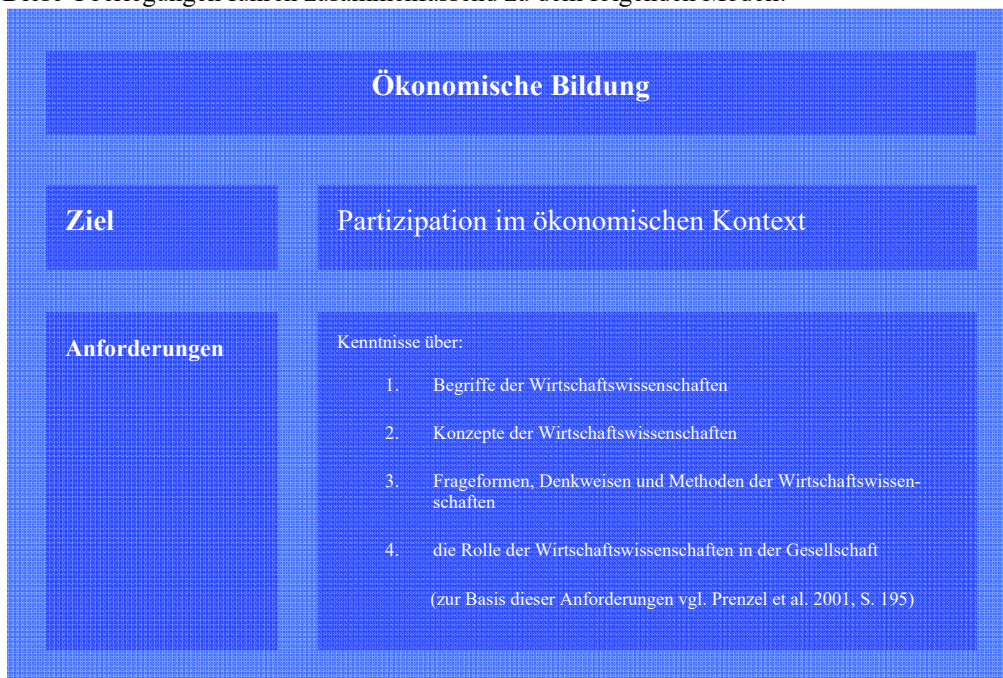 Ökonomische Bildung
Ziel
Partizipation im ökonomischen Kontext
Anforderungen
Kenntnisse über:
1. Begriffe der Wirtschaftswissenschaften
2. Konzepte der Wirtschaftswissenschaften
3. Frageformen, Denkweisen und Methoden der Wirtschaftswissen-
schaften
4. die Rolle der Wirtschaftswissenschaften in der Gesellschaft
(zur Basis dieser Anforderungen vgl. Prenzel et al. 2001, S. 195)